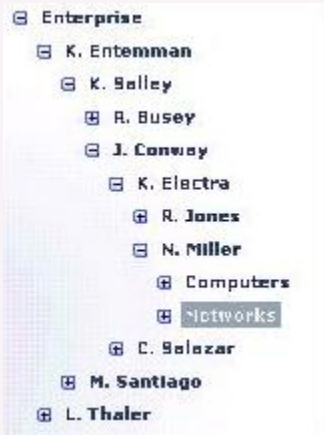 Enterprise
K. Entemman
K. Salley
R. Busey
J. Conway
K. Electra
R. Jones
N. Miller
Computers
Networks
C. Salazar
M. Santiago
L. Thaler